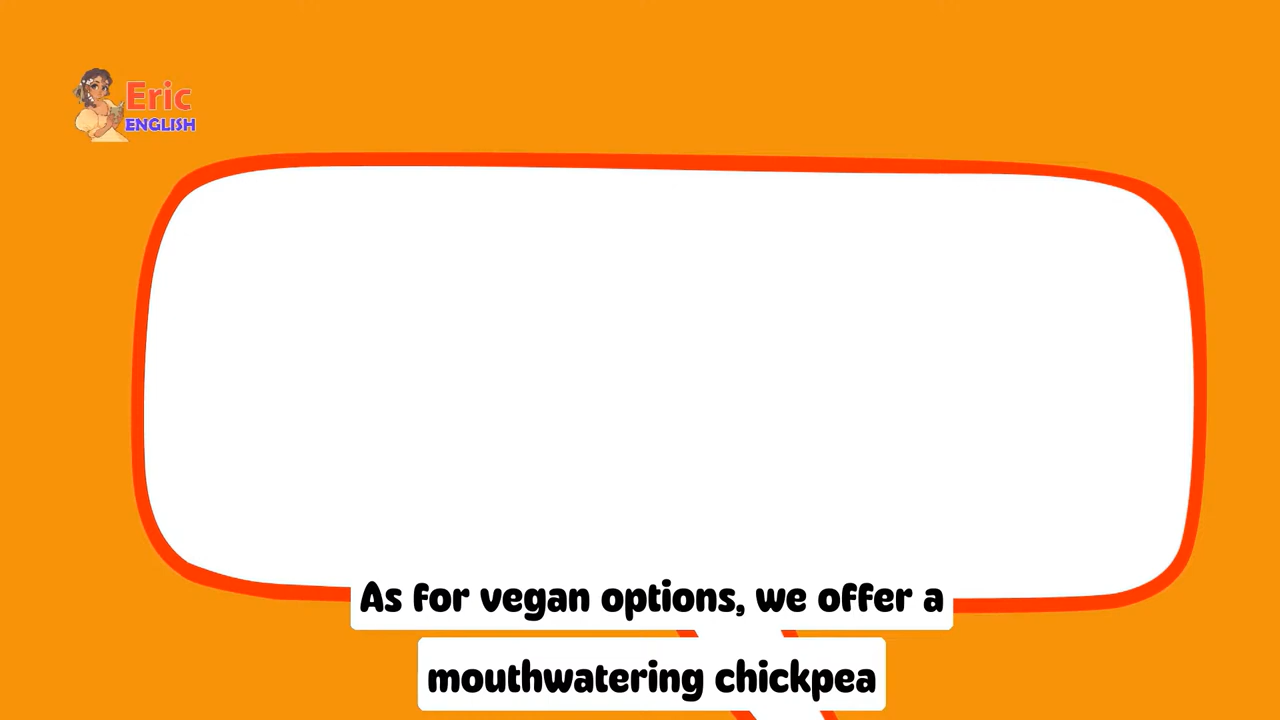 Eric
ENGLISH
As for vegan options, we offer a
mouthwatering chickpea